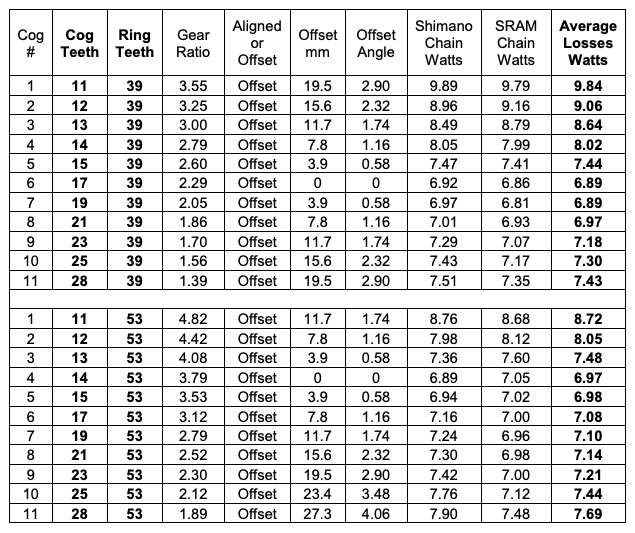 Cog # Cog Teeth Ring Teeth Gear Ratio Aligned or Offset Offset mm Offset Angle Shimano Chain Watts SRAM Chain Watts Average Losses Watts
1 11 39 3.55 Offset 19.5 2.90 9.89 9.79 9.84
2 12 39 3.25 Offset 15.6 2.32 8.96 9.16 9.06
3 13 39 3.00 Offset 11.7 1.74 8.49 8.79 8.64
4 14 39 2.79 Offset 7.8 1.16 8.05 7.99 8.02
5 15 39 2.60 Offset 3.9 0.58 7.47 7.41 7.44
6 17 39 2.29 Offset 0 0 6.92 6.86 6.89
7 19 39 2.05 Offset 3.9 0.58 6.97 6.81 6.89
8 21 39 1.86 Offset 7.8 1.16 7.01 6.93 6.97
9 23 39 1.70 Offset 11.7 1.74 7.29 7.07 7.18
10 25 39 1.56 Offset 15.6 2.32 7.43 7.17 7.30
11 28 39 1.39 Offset 19.5 2.90 7.51 7.35 7.43
1 11 53 4.82 Offset 11.7 1.74 8.76 8.68 8.72
2 12 53 4.42 Offset 7.8 1.16 7.98 8.12 8.05
3 13 53 4.08 Offset 3.9 0.58 7.36 7.60 7.48
4 14 53 3.79 Offset 0 0 6.89 7.05 6.97
5 15 53 3.53 Offset 3.9 0.58 6.94 7.02 6.98
6 17 53 3.12 Offset 7.8 1.16 7.16 7.00 7.08
7 19 53 2.79 Offset 11.7 1.74 7.24 6.96 7.10
8 21 53 2.52 Offset 15.6 2.32 7.30 6.98 7.14
9 23 53 2.30 Offset 19.5 2.90 7.42 7.00 7.21
10 25 53 2.12 Offset 23.4 3.48 7.76 7.12 7.44
11 28 53 1.89 Offset 27.3 4.06 7.90 7.48 7.69